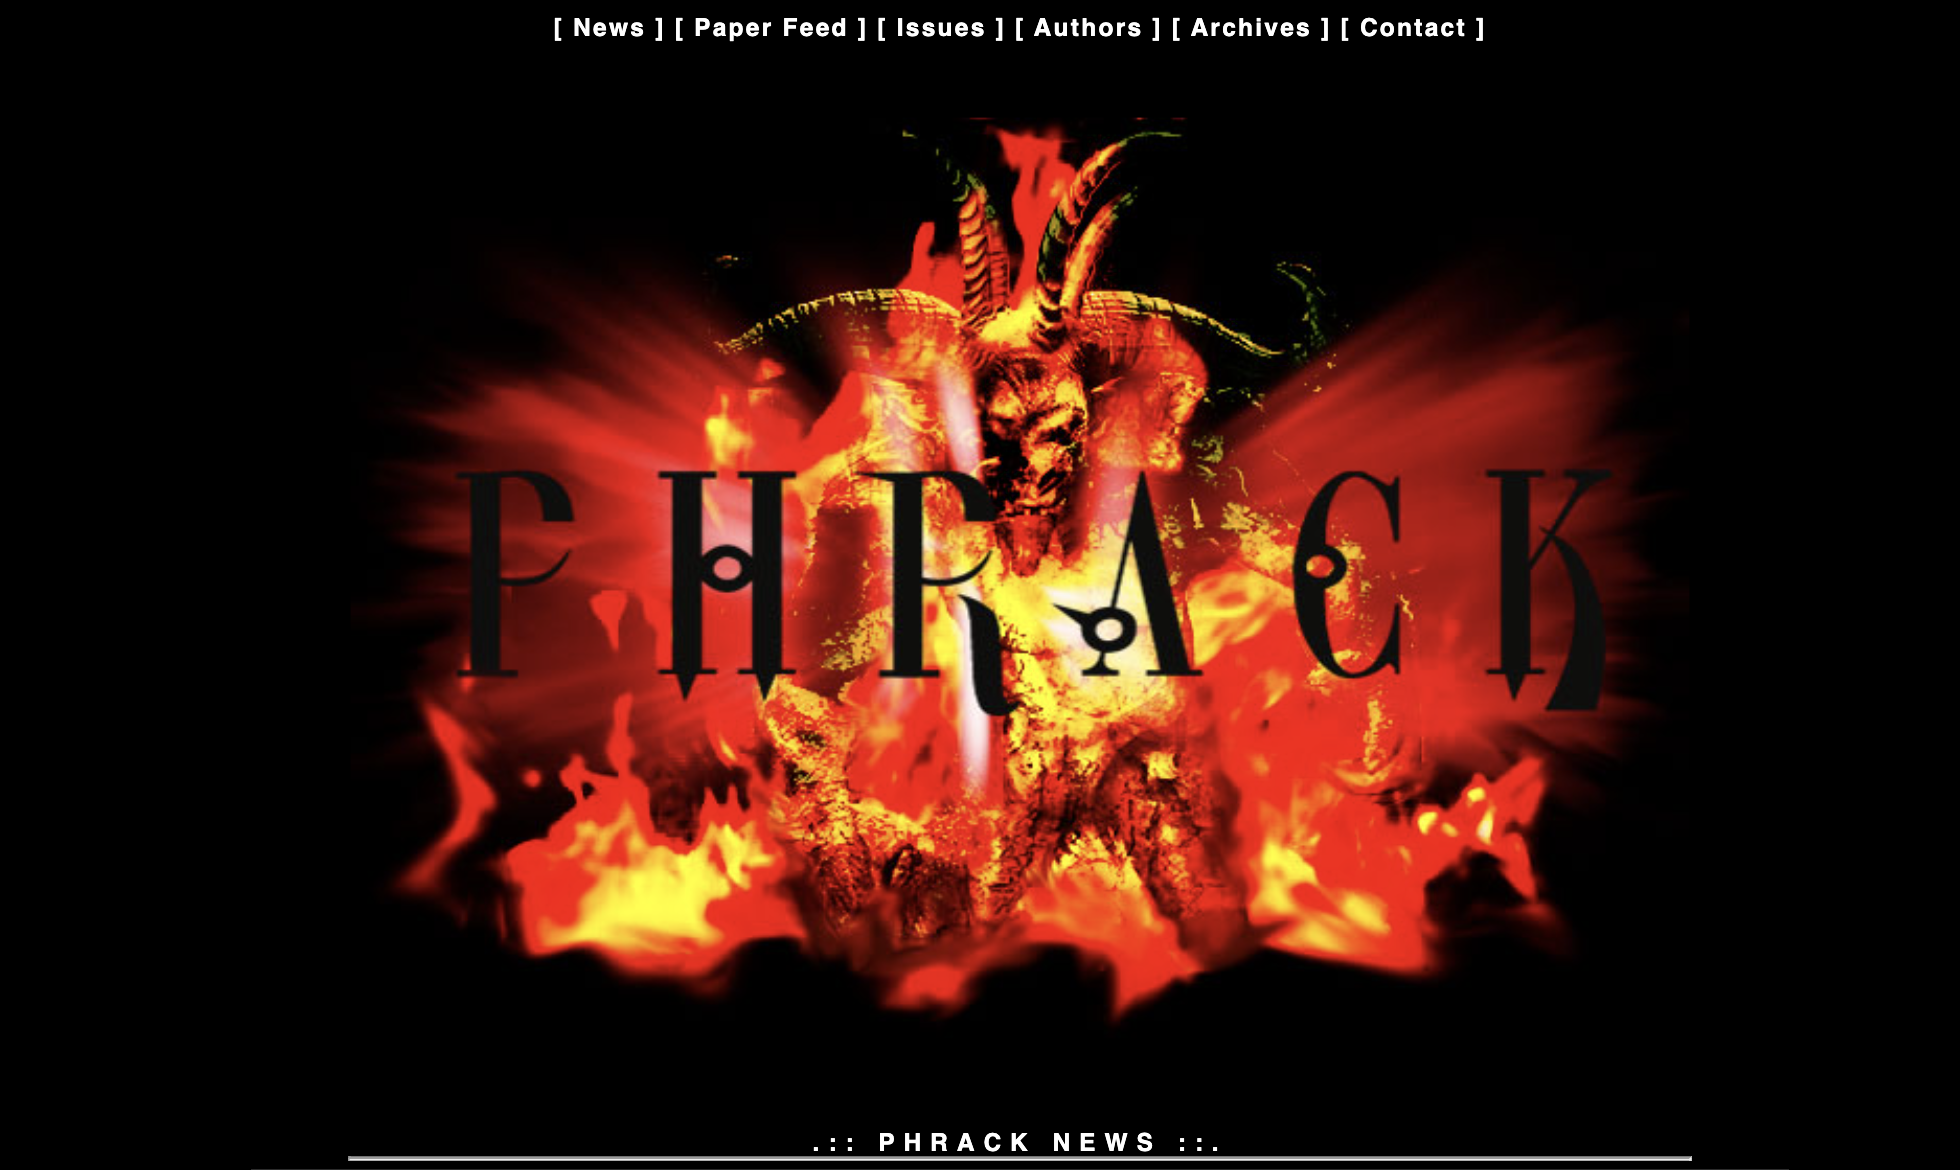 [ News ] [ Paper Feed ] [ Issues ] [ Authors ] [ Archives ] [ Contact ]
PHRACK
.:: PHRACK NEWS ::.